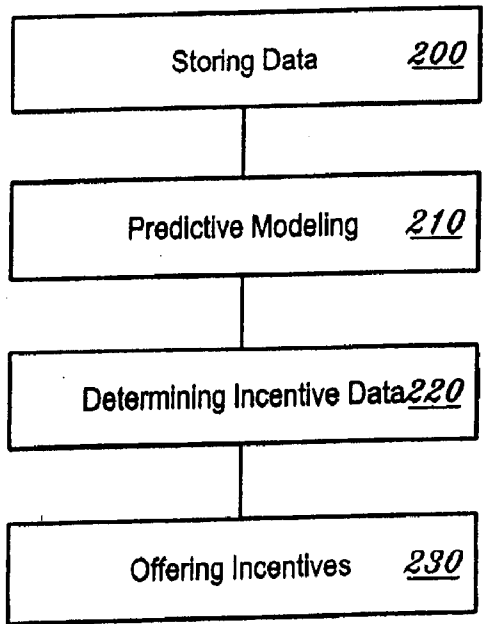 Storing Data 200
Predictive Modeling 210
Determining Incentive Data 220
Offering Incentives 230